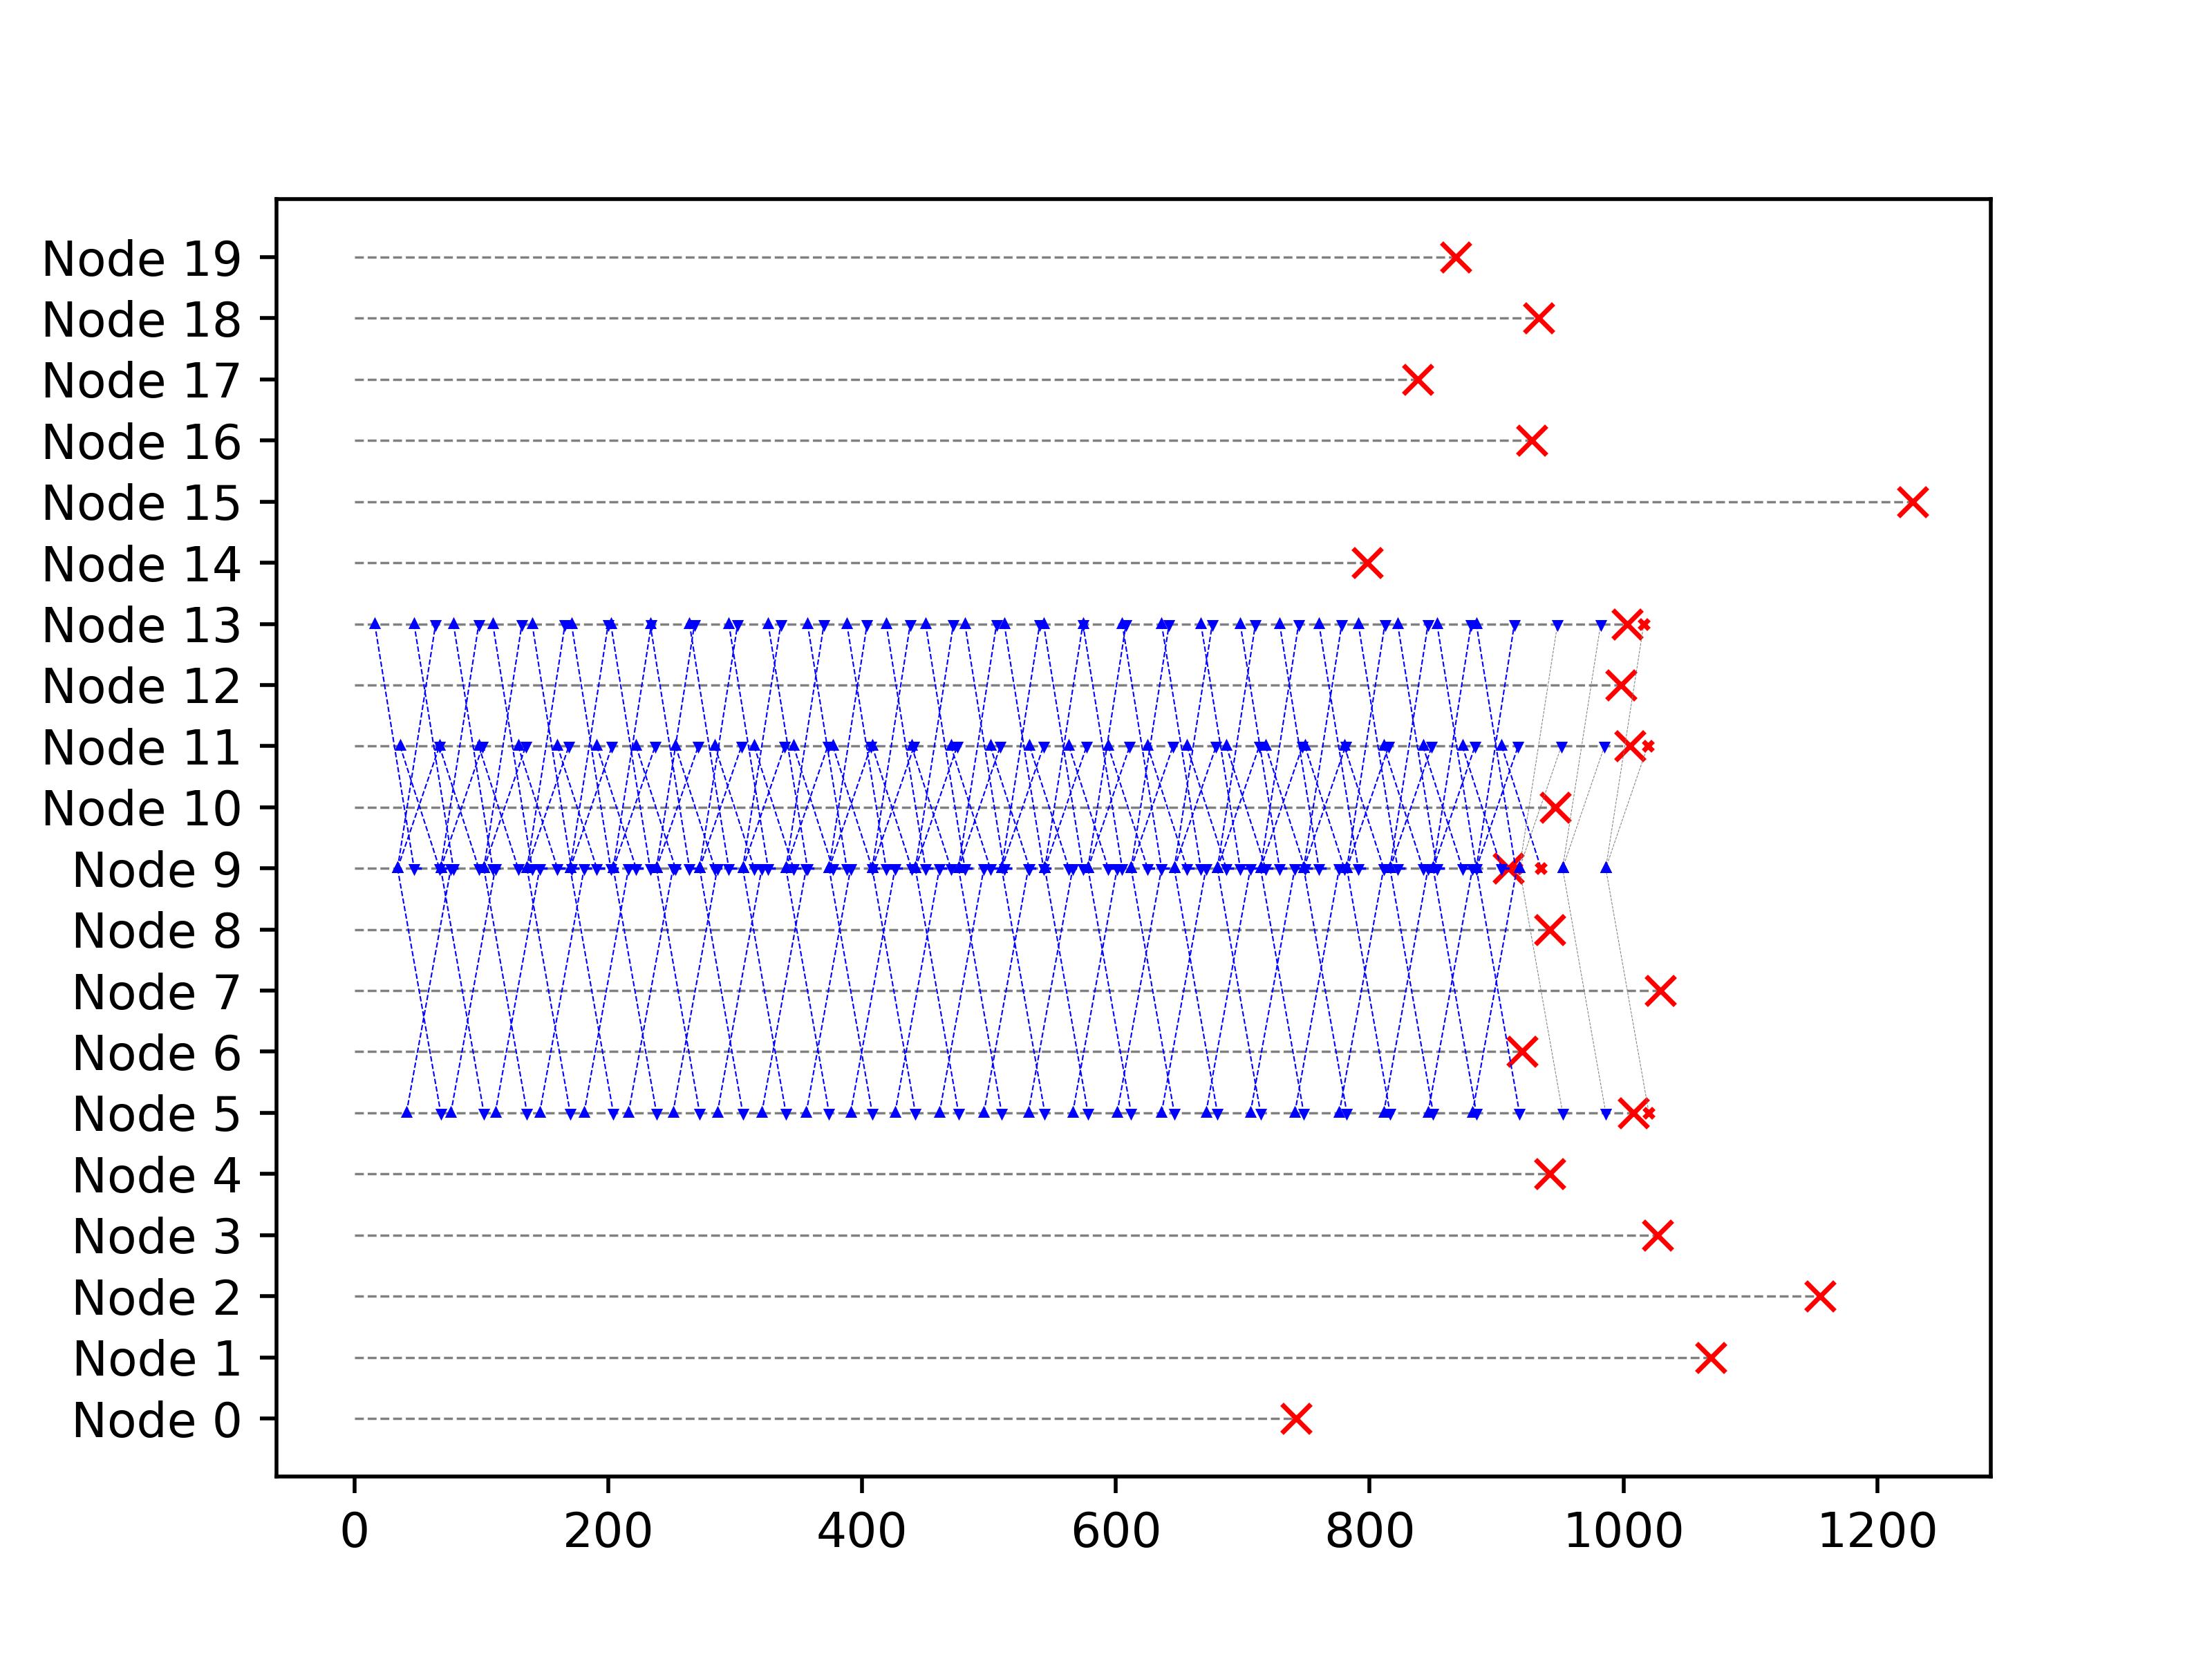 Node 19
Node 18
Node 17
Node 16
Node 15
Node 14
Node 13
Node 12
Node 11
Node 10
Node 9
Node 8
Node 7
Node 6
Node 5
Node 4
Node 3
Node 2
Node 1
Node 0
0 200 400 600 800 1000 1200